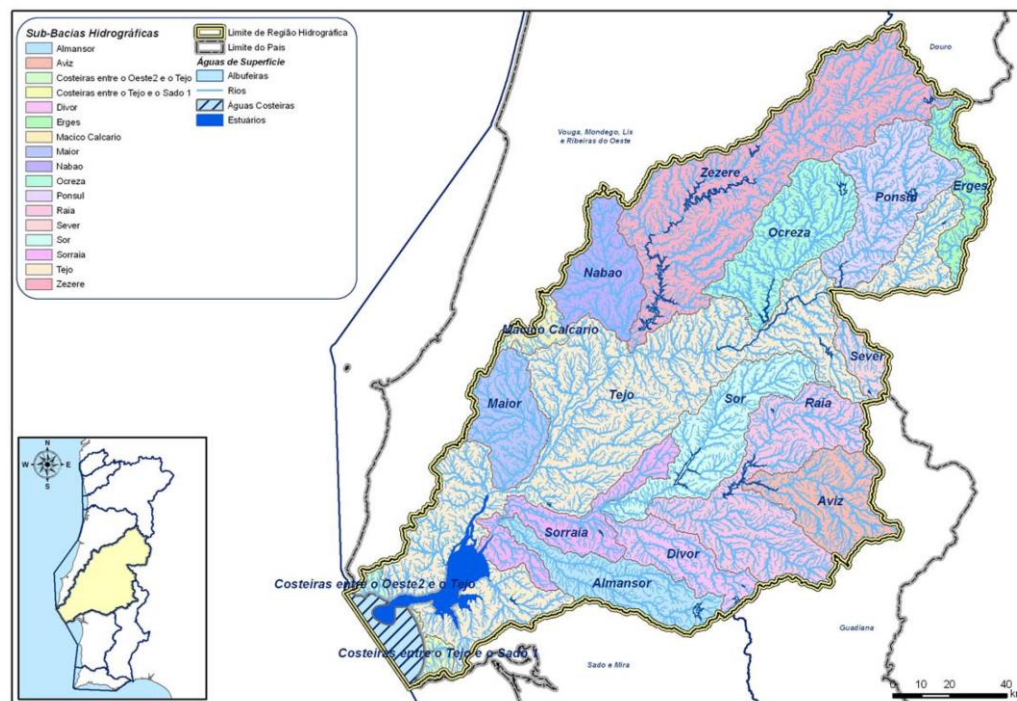 Sub-Bacias Hidrográficas
Almansor
Aviz
Costeiras entre o Oeste2 e o Tejo
Costeiras entre o Tejo e o Sado 1
Divor
Erges
Macico Calcario
Maior
Nabao
Ocreza
Ponsul
Raia
Sever
Sor
Sorraia
Tejo
Zezere
Limite de Região Hidrográfica
Limite do País
Águas de Superfície
Albufeiras
Rios
Águas Costeiras
Estuários
Douro
Vouga, Mondego, Lis
e Ribeiras do Oeste
Zezere
Ponsul
Erges
Ocreza
Nabao
Macico Calcario
Sever
Tejo
Sor
Raia
Maior
Aviz
Sorraia
Divor
Costeiras entre o Oeste2 e o Tejo
Almansor
Guadiana
Costeiras entre o Tejo e o Sado 1
Sado e Mira
N
W E
S
0 10 20 40
km